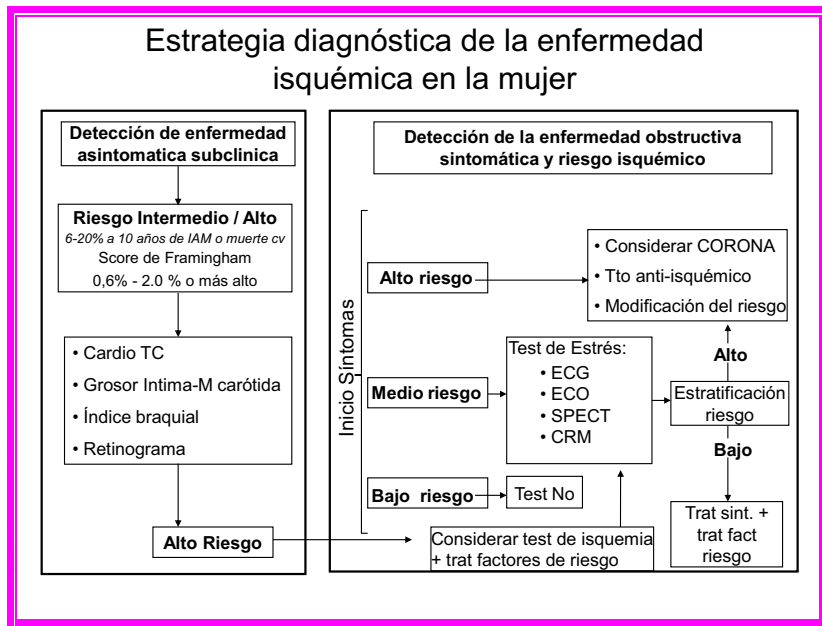 Estrategia diagnóstica de la enfermedad
isquémica en la mujer
Detección de enfermedad
asintomatica subclinica
Riesgo Intermedio / Alto
6-20% a 10 años de IAM o muerte cv
Score de Framingham
0,6% - 2.0 % o más alto
• Cardio TC
• Grosor Intima-M carótida
• Índice braquial
• Retinograma
Alto Riesgo
Detección de la enfermedad obstructiva
sintomática y riesgo isquémico
Inicio Síntomas
Alto riesgo
• Considerar CORONA
• Tto anti-isquémico
• Modificación del riesgo
Medio riesgo
Test de Estrés:
• ECG
• ECO
• SPECT
• CRM
Alto
Estratificación
riesgo
Bajo
Bajo riesgo
Test No
Considerar test de isquemia
+ trat factores de riesgo
Trat sint. +
trat fact
riesgo